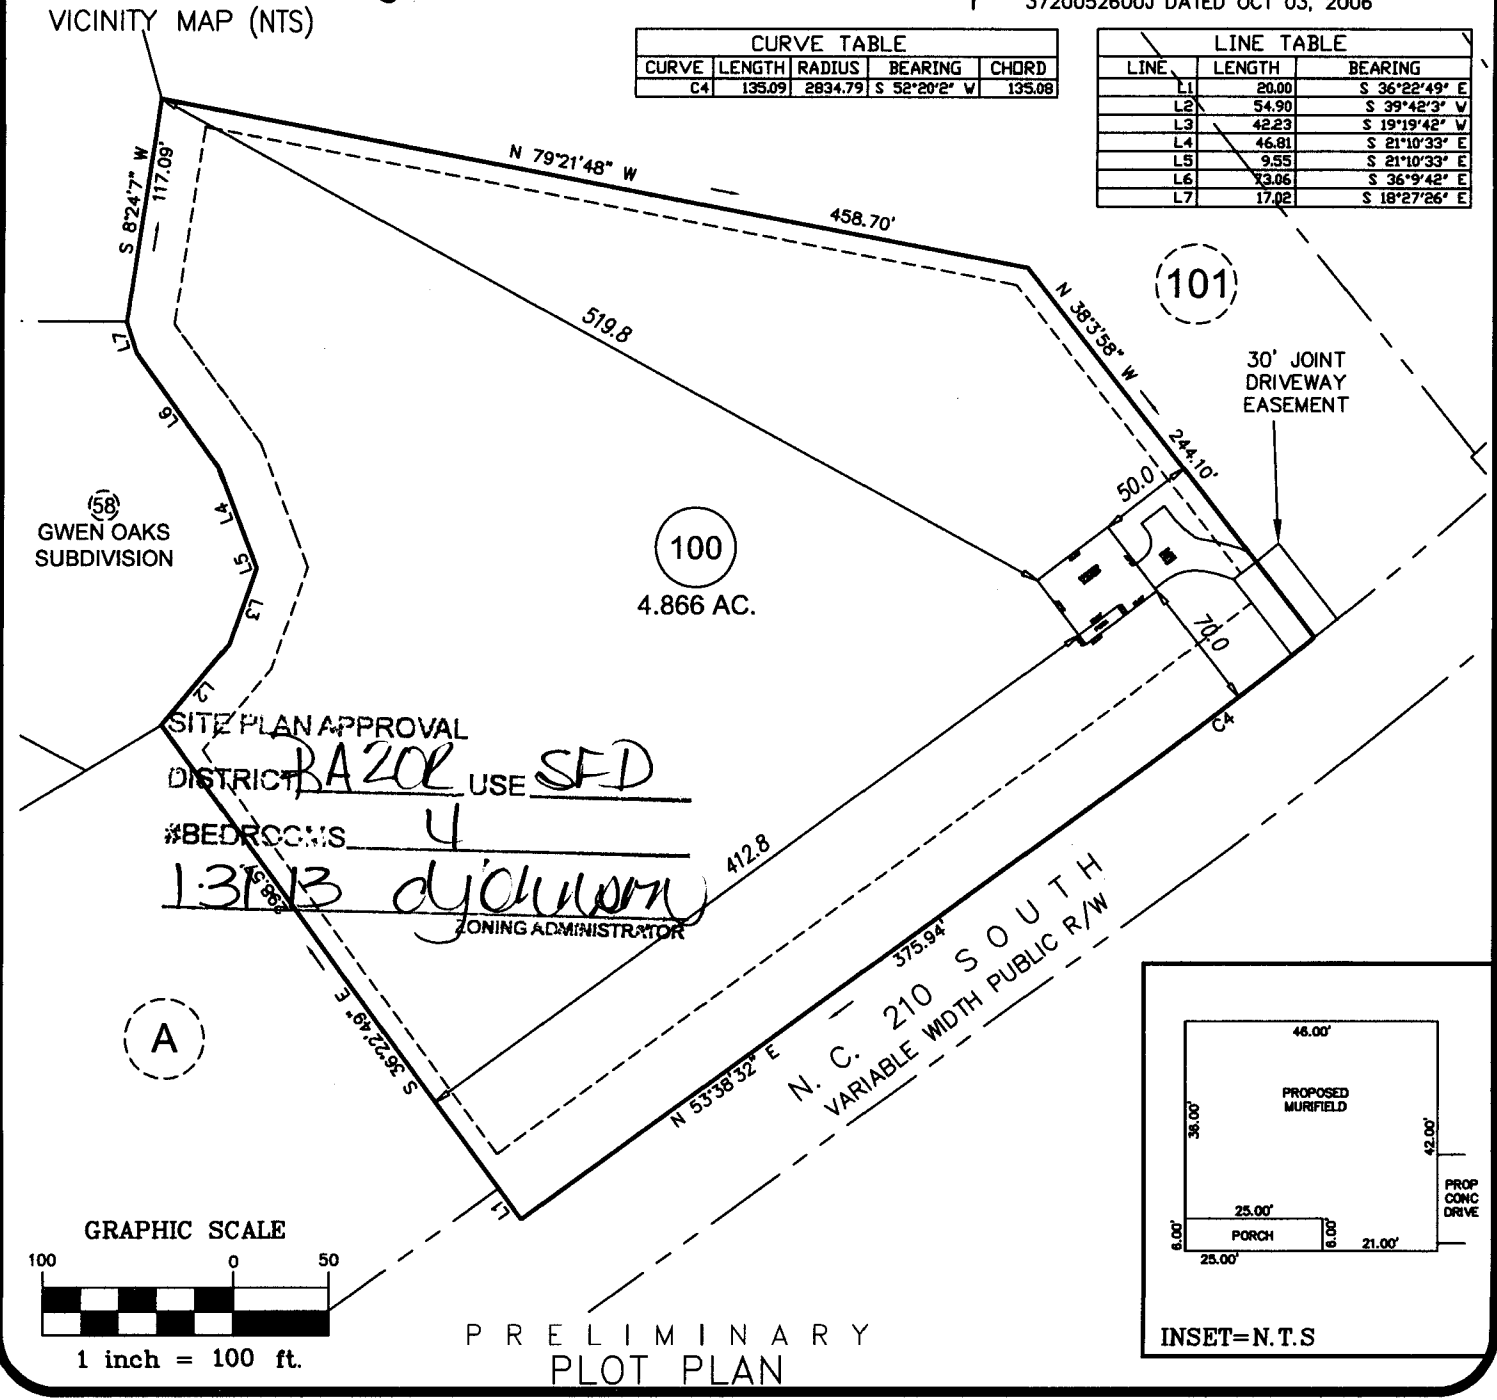 3720052600J DATED OCT 03, 2006
VICINITY MAP (NTS)
CURVE TABLE
CURVE LENGTH RADIUS BEARING CHORD
C4 135.09 2834.79 S 52°20'2" W 135.08
LINE TABLE
LINE LENGTH BEARING
L1 20.00 S 36°22'49" E
L2 54.90 S 39°42'3" W
L3 42.23 S 19°19'42" W
L4 46.81 S 21°10'33" E
L5 9.55 S 21°10'33" E
L6 73.06 S 36°9'42" E
L7 17.02 S 18°27'26" E
S 8°24'7" W
117.09'
N 79°21'48" W
458.70'
101
N 38°3'58" W
244.10'
519.8
30' JOINT
DRIVEWAY
EASEMENT
L7
L6
L4
L5
L3
L2
58
GWEN OAKS
SUBDIVISION
100
4.866 AC.
50.0
70.0
C4
SITE PLAN APPROVAL
DISTRICT RA20R USE SFD
#BEDROOMS 4
1-31-13 djohnson
ZONING ADMINISTRATOR
412.8
S 36°22'49" E
A
375.94'
N 53°38'32" E
N. C. 210 SOUTH
VARIABLE WIDTH PUBLIC R/W
L1
46.00'
PROPOSED
MURIFIELD
38.00'
42.00'
PROP
CONC
DRIVE
25.00'
6.00'
PORCH
6.00'
21.00'
25.00'
INSET=N.T.S
GRAPHIC SCALE
100 0 50
1 inch = 100 ft.
PRELIMINARY
PLOT PLAN